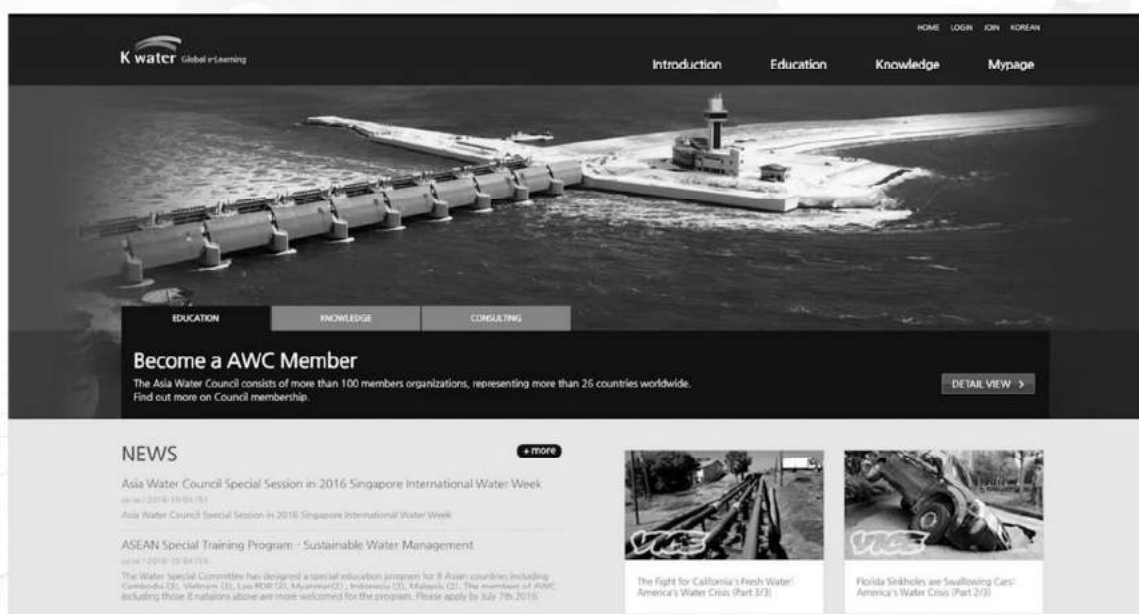 HOME LOGIN JOIN KOREAN
K water Global e-Learning
Introduction Education Knowledge Mypage
EDUCATION KNOWLEDGE CONSULTING
Become a AWC Member
The Asia Water Council consists of more than 100 members organizations, representing more than 26 countries worldwide.
Find out more on Council membership.
DETAIL VIEW >
NEWS
+ more
Asia Water Council Special Session in 2016 Singapore International Water Week
Asia Water Council Special Session in 2016 Singapore International Water Week
ASEAN Special Training Program - Sustainable Water Management
The Water Special Committee has designed a special education program for 8 Asian countries including
Cambodia (3), Vietnam (3), Lao PDR (3), Myanmar(3), Indonesia (3), Malaysia (2), The members of AWC
including those 8 nataions above are more welcomed for the program. Please apply by July 7th 2016
VICE
The Fight for California's Fresh Water:
America's Water Crisis (Part 3/3)
VICE
Florida Sinkholes are Swallowing Cars:
America's Water Crisis (Part 2/3)